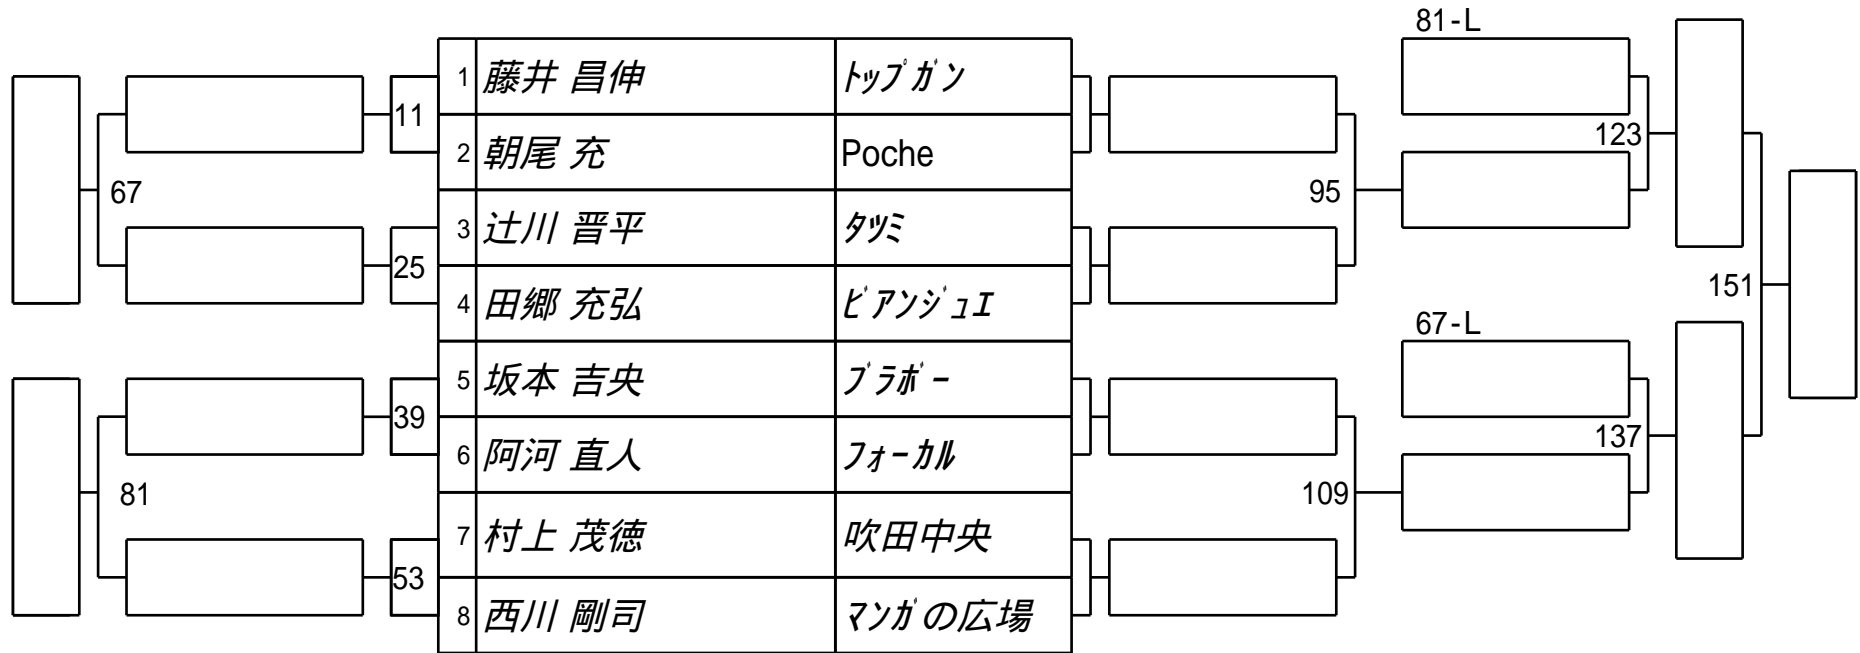 81-L
1 藤井 昌伸 ﾄｯﾌﾟｶﾞﾝ
11
123
2 朝尾 充 Poche
67
95
3 辻川 晋平 ﾀﾂﾐ
25
151
4 田郷 充弘 ﾋﾞｱﾝｼﾞｭｴ
67-L
5 坂本 吉央 ﾌﾞﾗﾎﾞｰ
39
137
6 阿河 直人 ﾌｫｰｶﾙ
81
109
7 村上 茂徳 吹田中央
53
8 西川 剛司 ﾏﾝｶﾞの広場